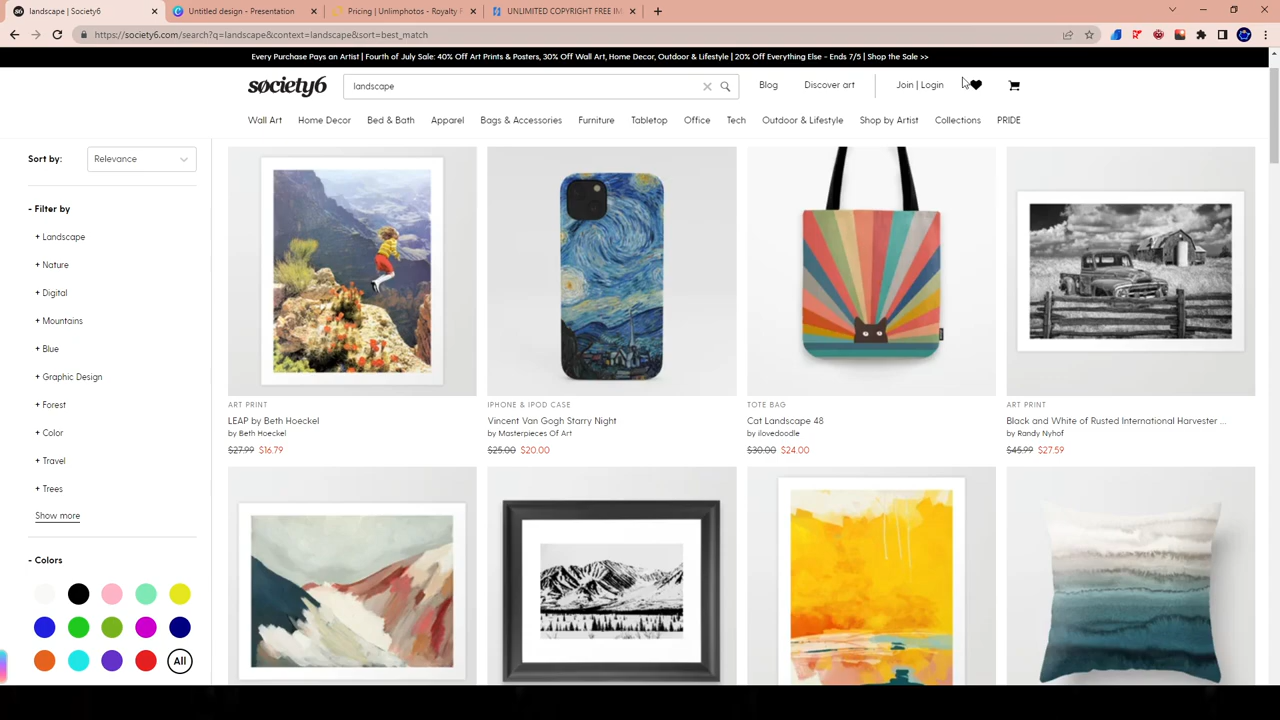 landscape | Society6
Untitled design - Presentation
Pricing | Unlimphotos - Royalty F
UNLIMITED COPYRIGHT FREE IM
https://society6.com/search?q=landscape&context=landscape&sort=best_match
Every Purchase Pays an Artist | Fourth of July Sale: 40% Off Art Prints & Posters, 30% Off Wall Art, Home Decor, Outdoor & Lifestyle | 20% Off Everything Else - Ends 7/5 | Shop the Sale >>
society6
landscape
Blog
Discover art
Join | Login
Wall Art
Home Decor
Bed & Bath
Apparel
Bags & Accessories
Furniture
Tabletop
Office
Tech
Outdoor & Lifestyle
Shop by Artist
Collections
PRIDE
Sort by:
Relevance
- Filter by
+ Landscape
+ Nature
+ Digital
+ Mountains
+ Blue
+ Graphic Design
+ Forest
+ Color
+ Travel
+ Trees
Show more
- Colors
All
ART PRINT
LEAP by Beth Hoeckel
by Beth Hoeckel
$27.99 $16.79
IPHONE & IPOD CASE
Vincent Van Gogh Starry Night
by Masterpieces Of Art
$25.00 $20.00
TOTE BAG
Cat Landscape 48
by ilovedoodle
$30.00 $24.00
ART PRINT
Black and White of Rusted International Harvester ...
by Randy Nyhof
$45.99 $27.59